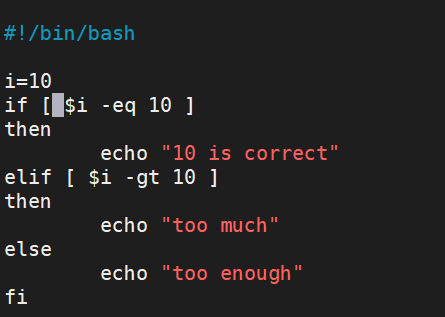 #!/bin/bash
i=10
if [ $i -eq 10 ]
then
        echo "10 is correct"
elif [ $i -gt 10 ]
then
        echo "too much"
else
        echo "too enough"
fi